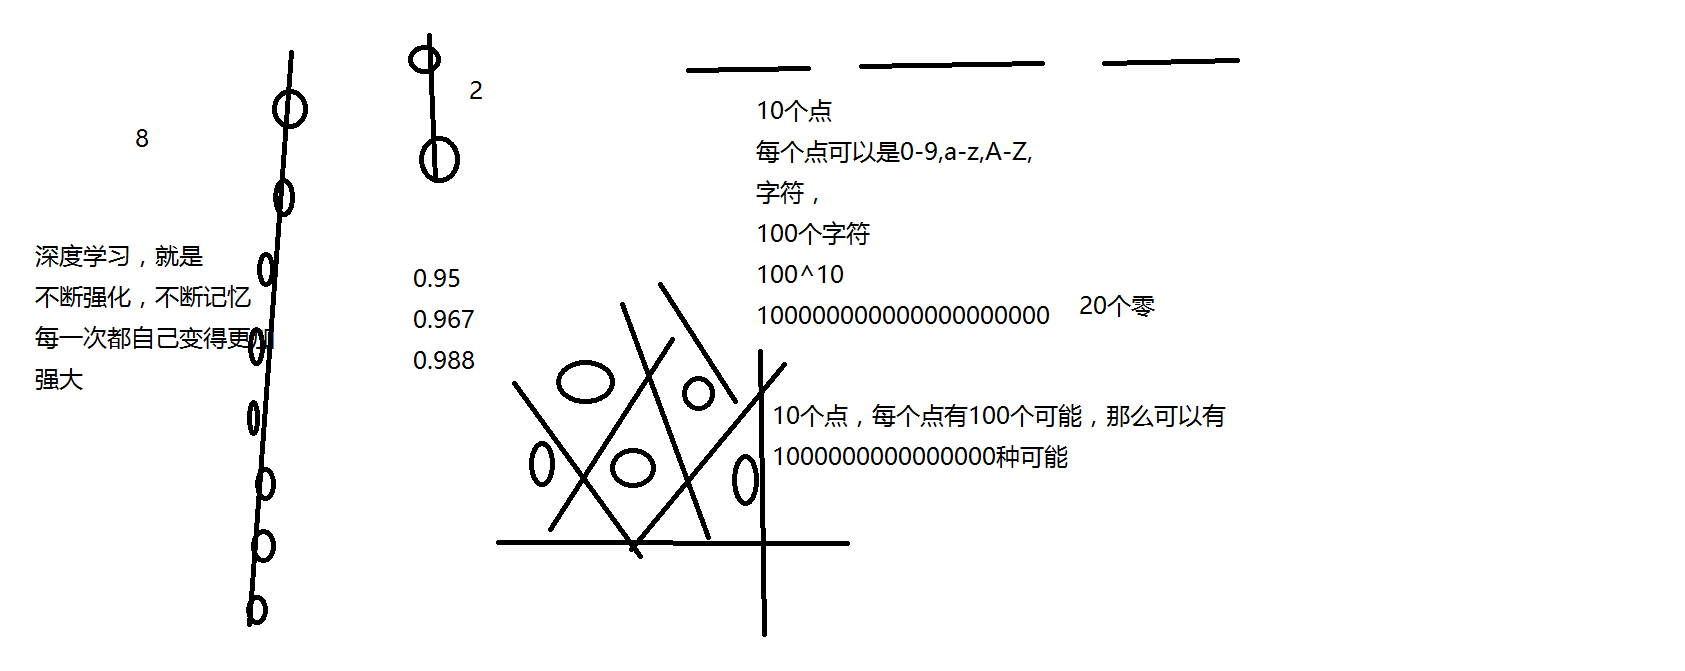 8
2
深度学习，就是
不断强化，不断记忆
每一次都自己变得更加
强大
0.95
0.967
0.988
10个点
每个点可以是0-9,a-z,A-Z,
字符，
100个字符
100^10
100000000000000000000
20个零
10个点，每个点有100个可能，那么可以有
1000000000000000种可能